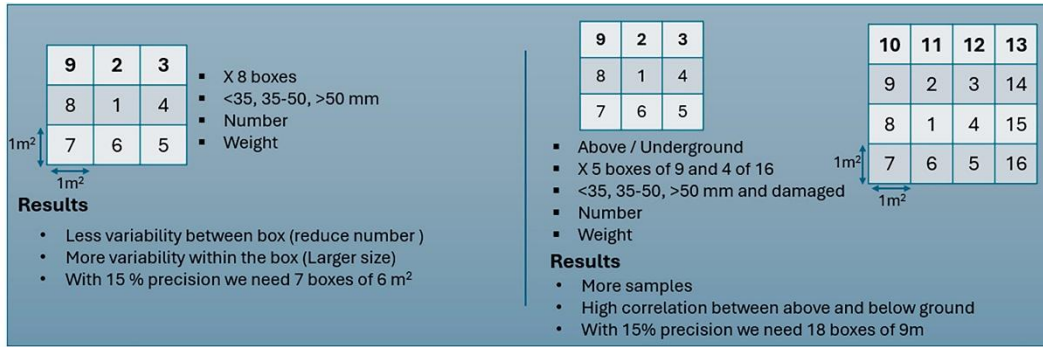 9 2 3
8 1 4
7 6 5
1m²
1m²
▪ X 8 boxes
▪ <35, 35-50, >50 mm
▪ Number
▪ Weight
Results
• Less variability between box (reduce number )
• More variability within the box (Larger size)
• With 15 % precision we need 7 boxes of 6 m²
9 2 3
8 1 4
7 6 5
10 11 12 13
9 2 3 14
8 1 4 15
7 6 5 16
1m²
1m²
▪ Above / Underground
▪ X 5 boxes of 9 and 4 of 16
▪ <35, 35-50, >50 mm and damaged
▪ Number
▪ Weight
Results
• More samples
• High correlation between above and below ground
• With 15% precision we need 18 boxes of 9m